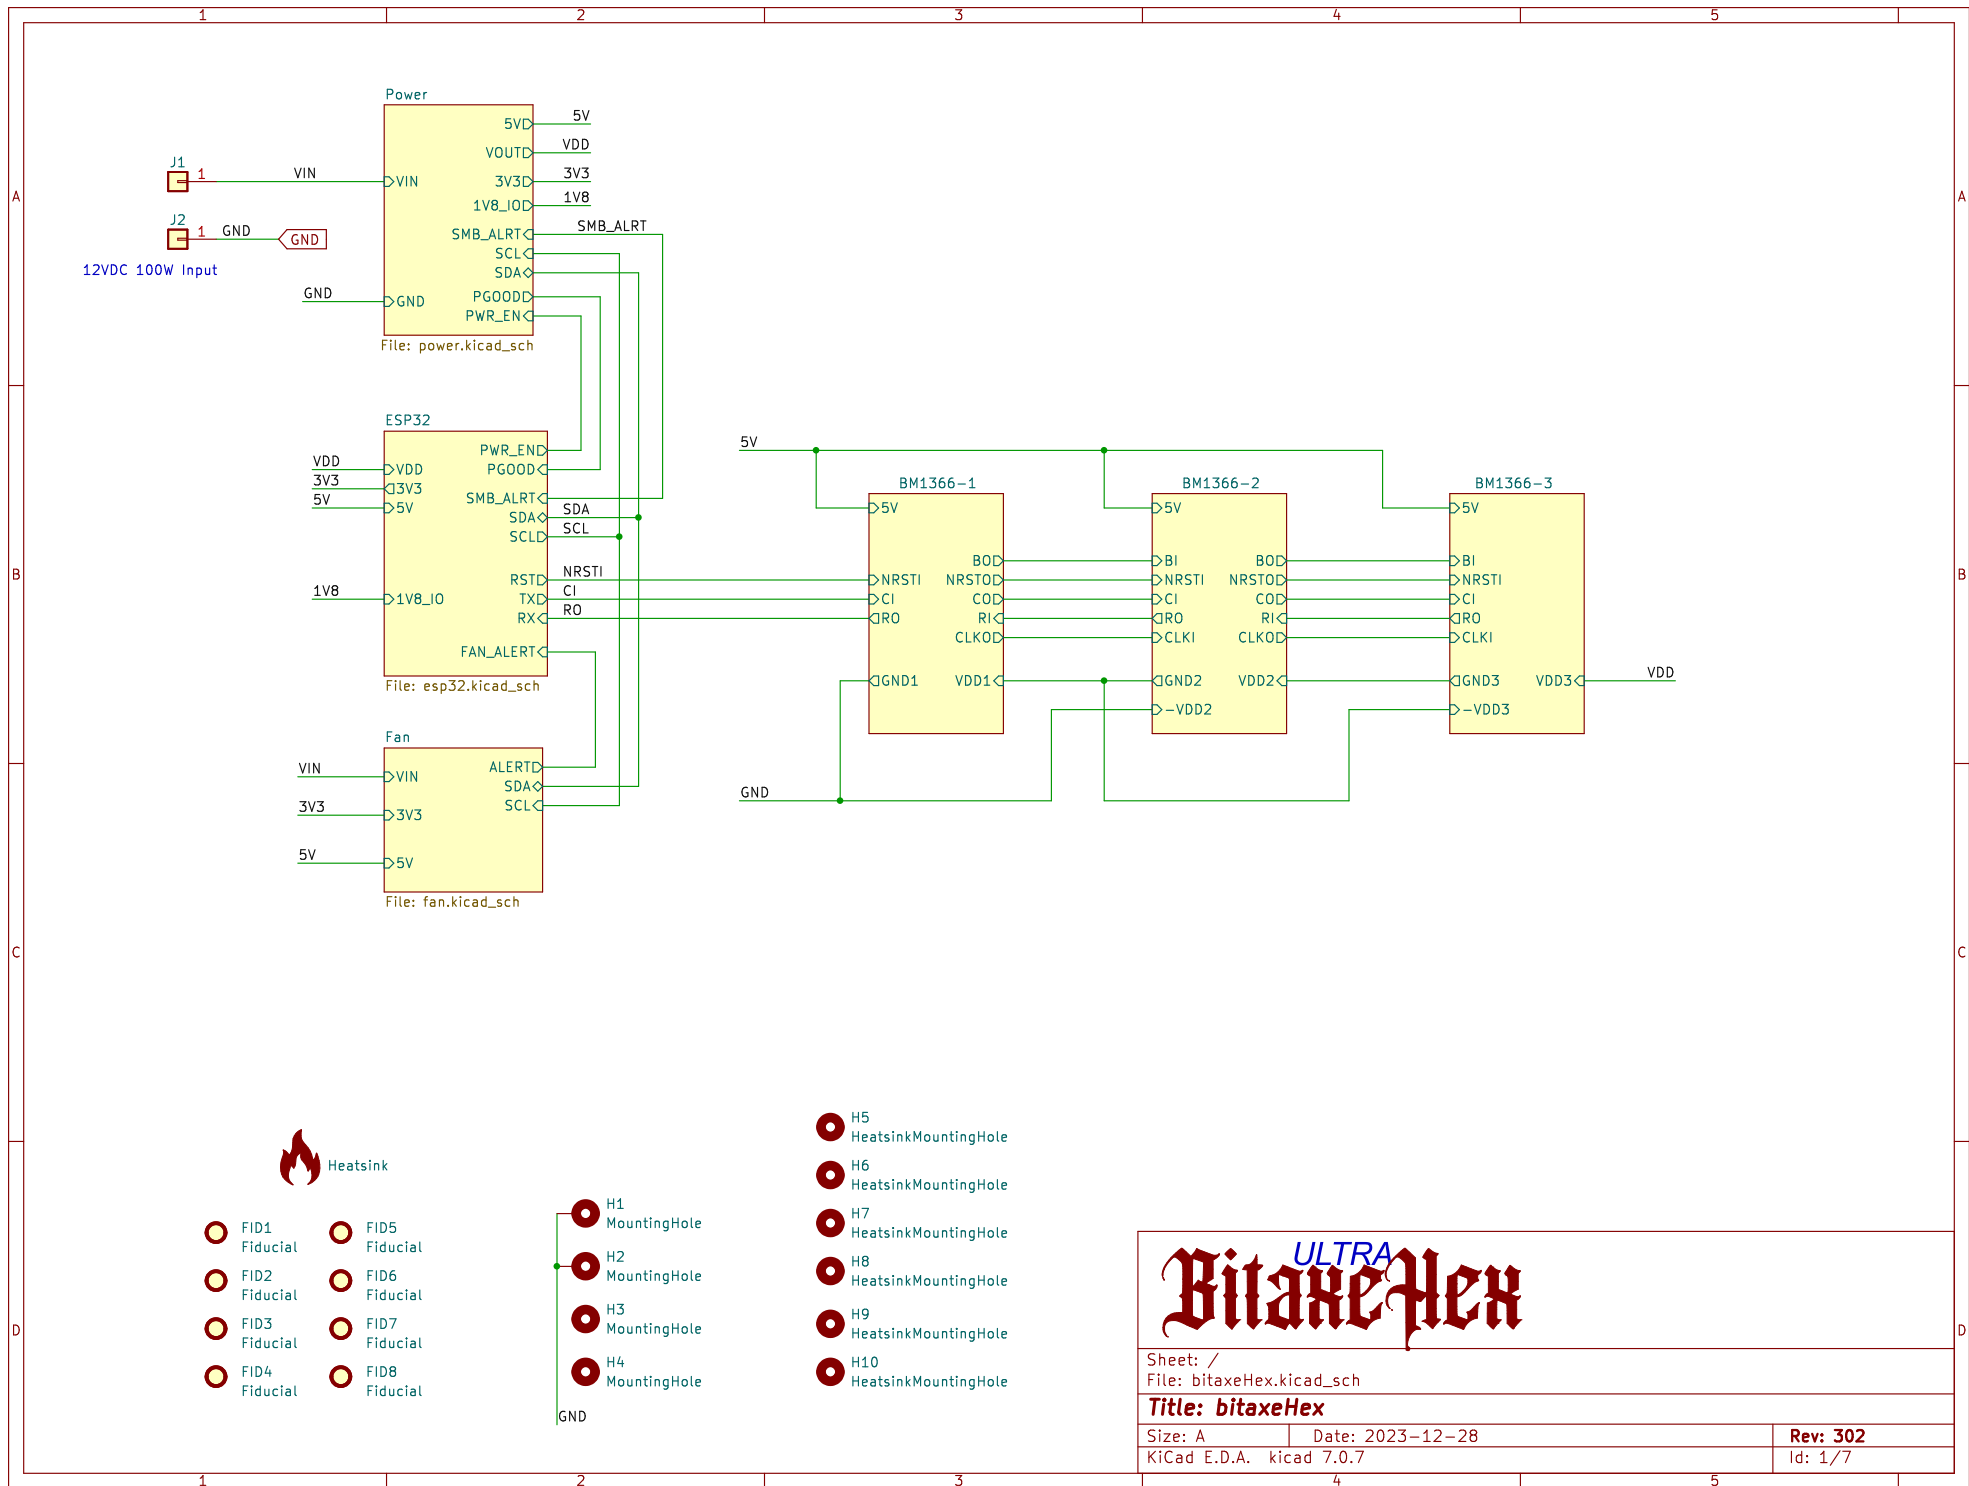 1 2 3 4 5
A
B
C
D
A
B
C
D
Power
5V
VOUT
3V3
1V8_IO
SMB_ALRT
SCL
SDA
PGOOD
PWR_EN
VIN
GND
File: power.kicad_sch
5V
VDD
3V3
1V8
SMB_ALRT
J1
1
VIN
J2
1
GND
GND
12VDC 100W Input
GND
ESP32
VDD
3V3
5V
1V8
VDD
3V3
5V
1V8_IO
PWR_EN
PGOOD
SMB_ALRT
SDA
SCL
RST
TX
RX
FAN_ALERT
SDA
SCL
NRSTI
CI
RO
File: esp32.kicad_sch
Fan
VIN
3V3
5V
VIN
3V3
5V
ALERT
SDA
SCL
File: fan.kicad_sch
5V
GND
BM1366-1
5V
NRSTI
CI
RO
GND1
BO
NRSTO
CO
RI
CLKO
VDD1
BM1366-2
5V
BI
NRSTI
CI
RO
CLKI
GND2
-VDD2
BO
NRSTO
CO
RI
CLKO
VDD2
BM1366-3
5V
BI
NRSTI
CI
RO
CLKI
GND3
-VDD3
VDD3
VDD
Heatsink
FID1
Fiducial
FID2
Fiducial
FID3
Fiducial
FID4
Fiducial
FID5
Fiducial
FID6
Fiducial
FID7
Fiducial
FID8
Fiducial
H1
MountingHole
H2
MountingHole
H3
MountingHole
H4
MountingHole
GND
H5
HeatsinkMountingHole
H6
HeatsinkMountingHole
H7
HeatsinkMountingHole
H8
HeatsinkMountingHole
H9
HeatsinkMountingHole
H10
HeatsinkMountingHole
ULTRA
BitaxeHex
Sheet: /
File: bitaxeHex.kicad_sch
Title: bitaxeHex
Size: A Date: 2023-12-28 Rev: 302
KiCad E.D.A. kicad 7.0.7 Id: 1/7
1 2 3 4 5